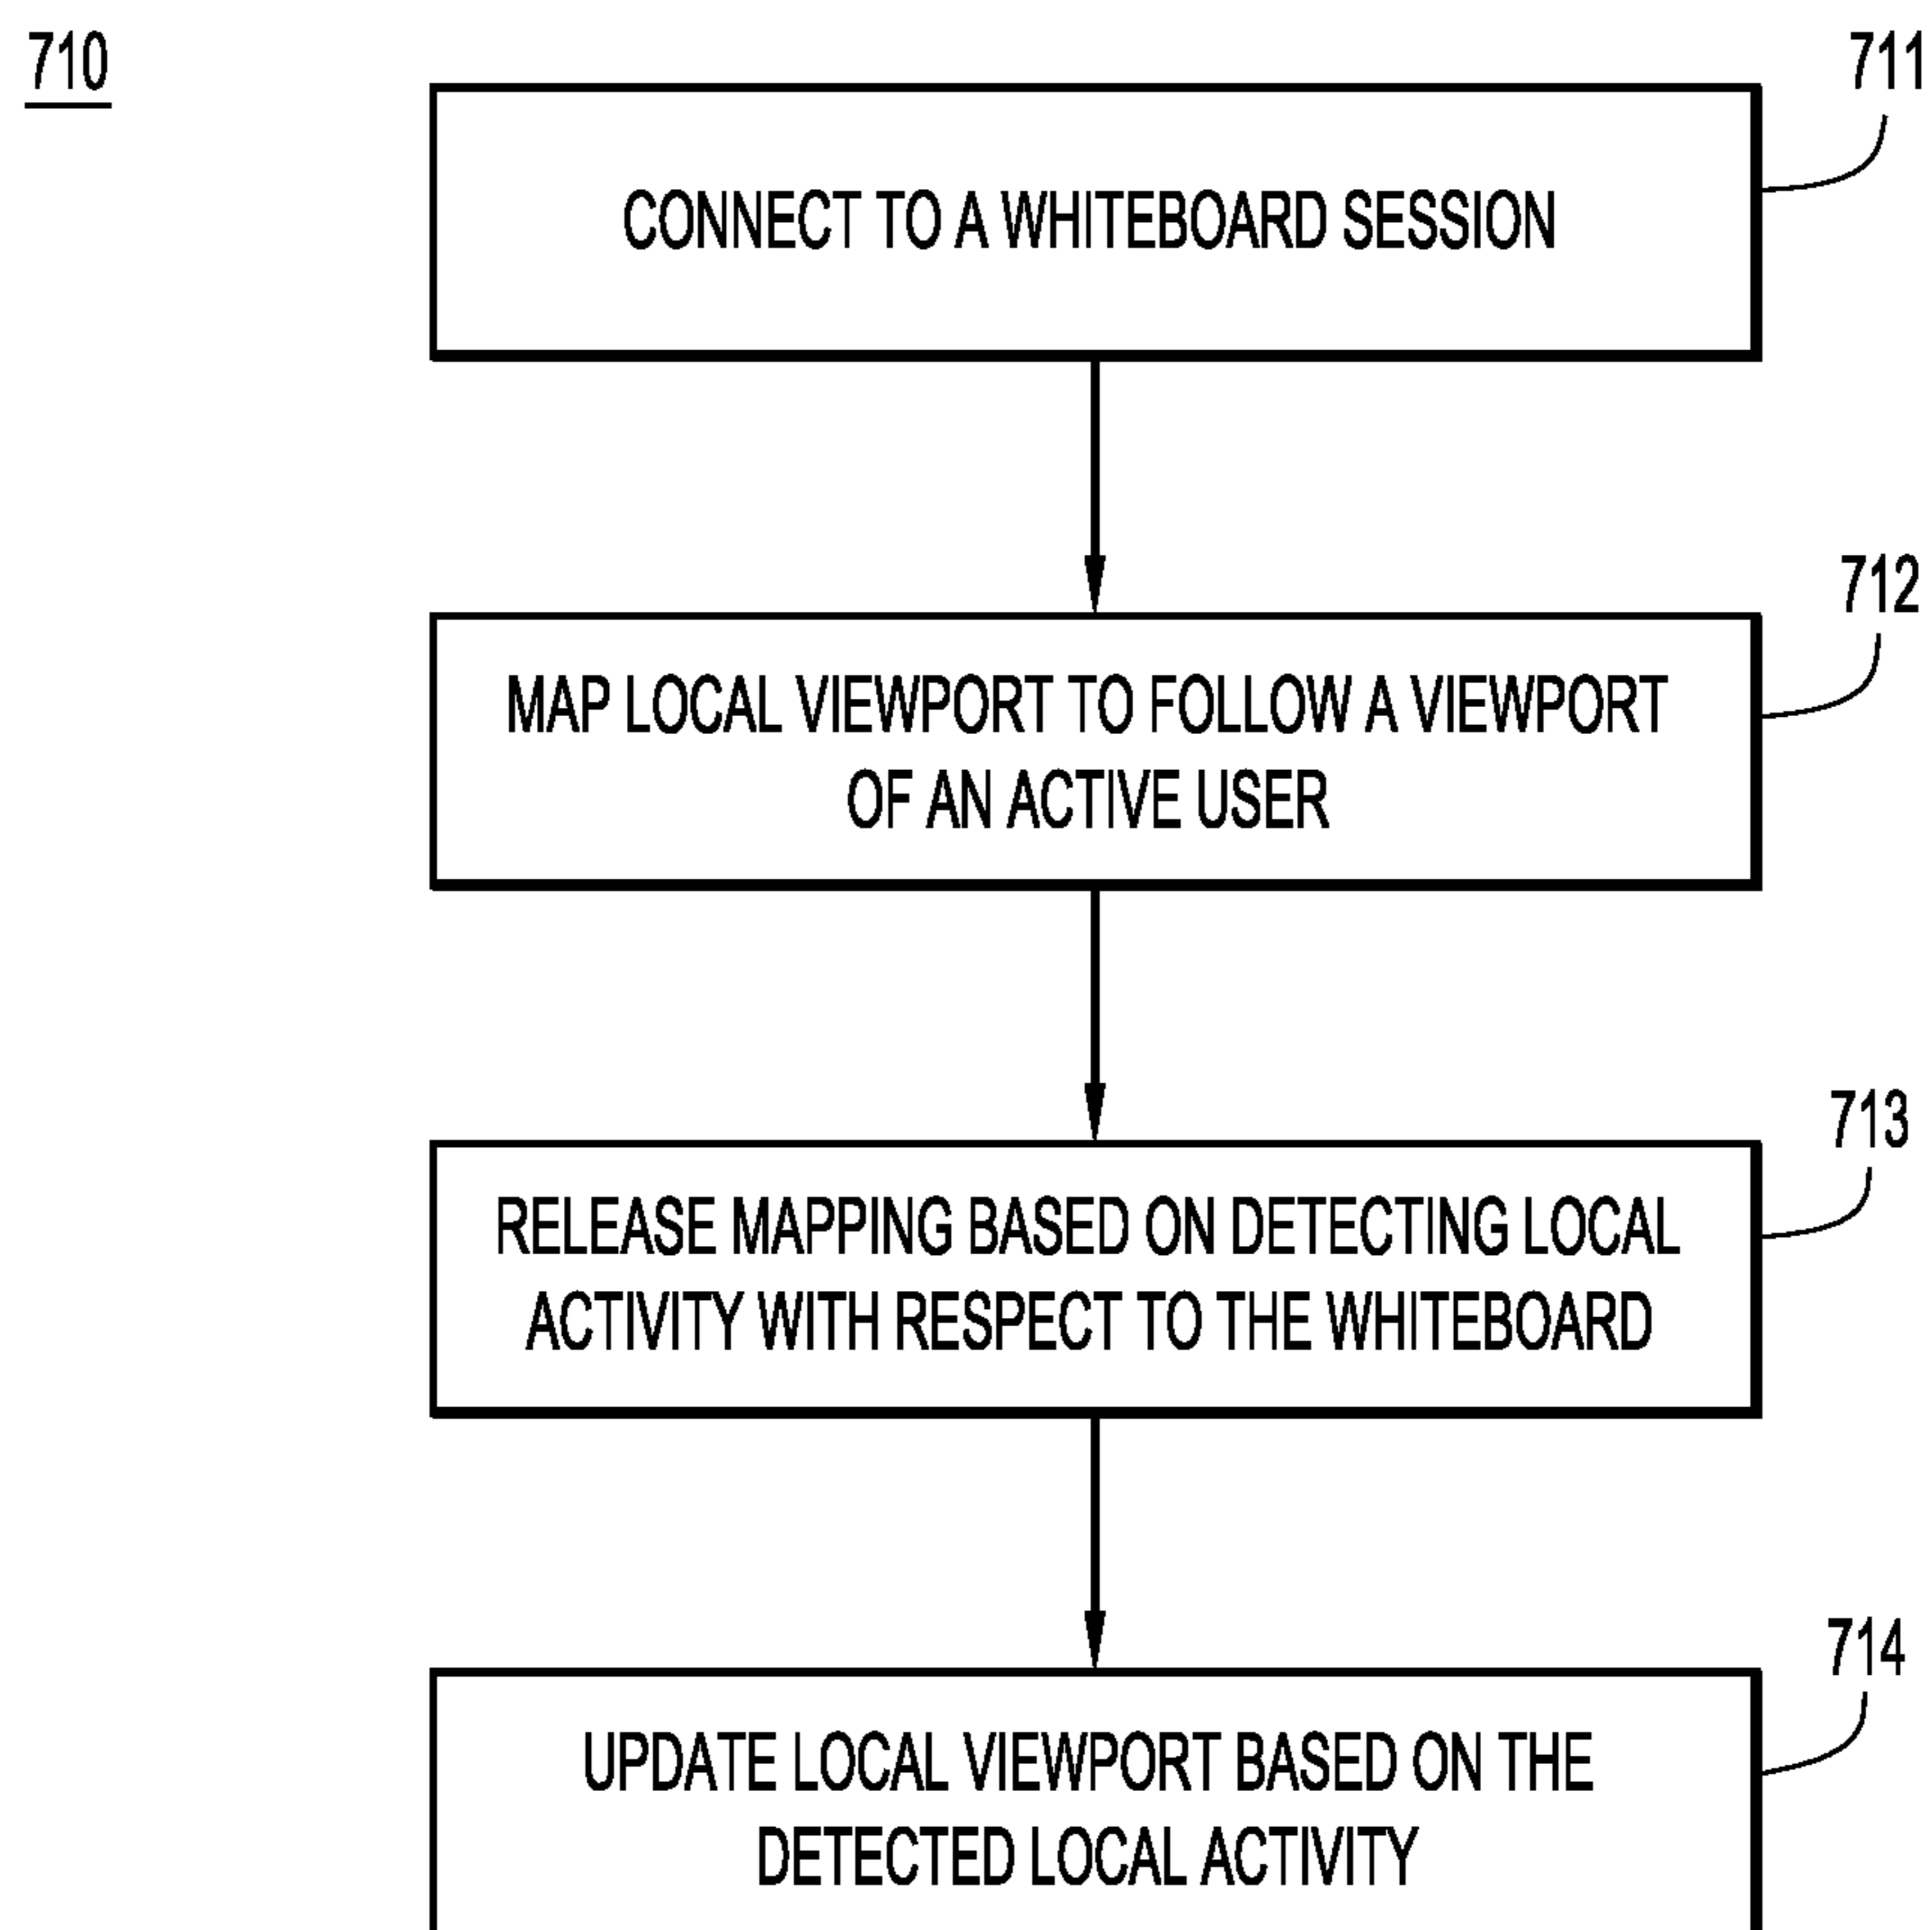 710
711
CONNECT TO A WHITEBOARD SESSION
712
MAP LOCAL VIEWPORT TO FOLLOW A VIEWPORT
OF AN ACTIVE USER
713
RELEASE MAPPING BASED ON DETECTING LOCAL
ACTIVITY WITH RESPECT TO THE WHITEBOARD
714
UPDATE LOCAL VIEWPORT BASED ON THE
DETECTED LOCAL ACTIVITY